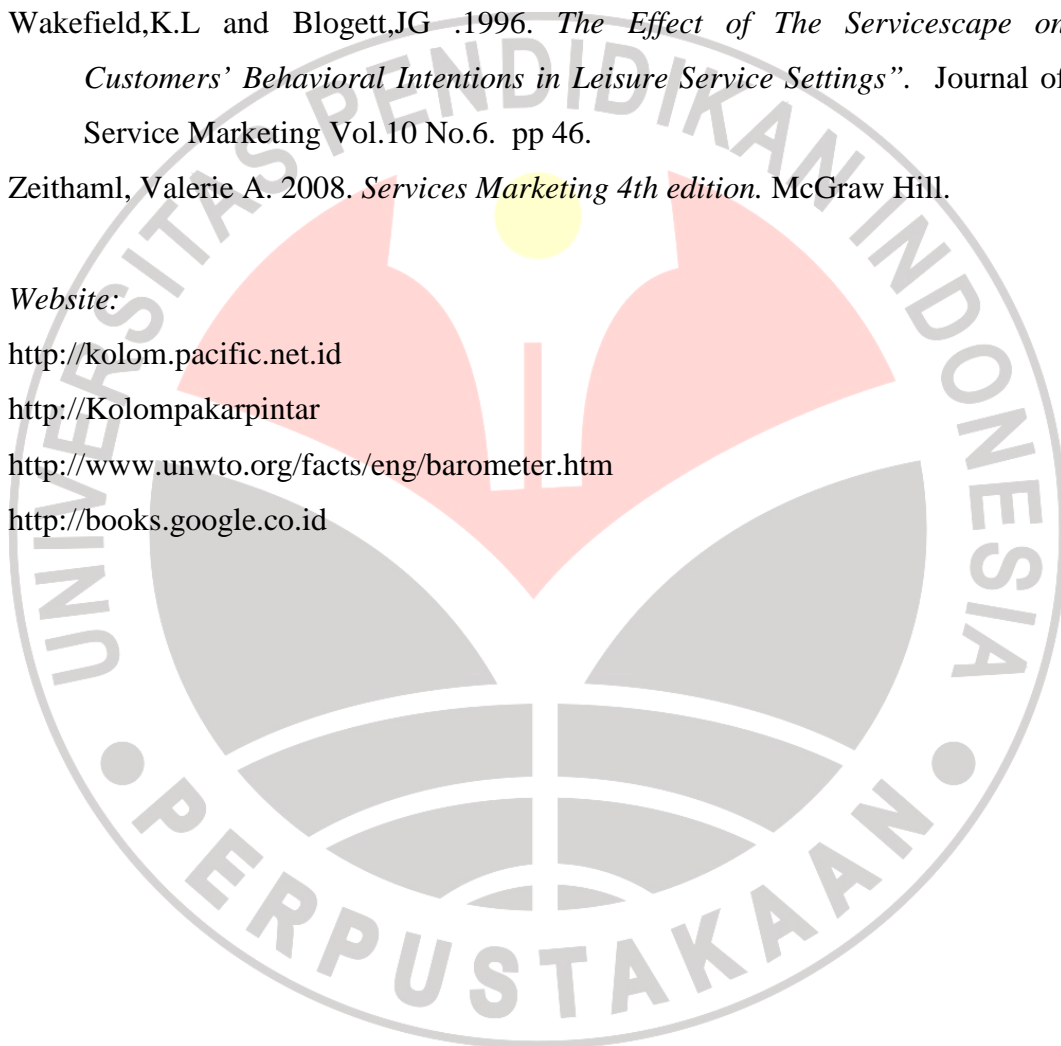 Wakefield,K.L and Blogett,JG .1996. The Effect of The Servicescape on
Customers’ Behavioral Intentions in Leisure Service Settings”. Journal of
Service Marketing Vol.10 No.6. pp 46.
Zeithaml, Valerie A. 2008. Services Marketing 4th edition. McGraw Hill.
Website:
http://kolom.pacific.net.id
http://Kolompakarpintar
http://www.unwto.org/facts/eng/barometer.htm
http://books.google.co.id
UNIVERSITAS PENDIDIKAN INDONESIA
PERPUSTAKAAN